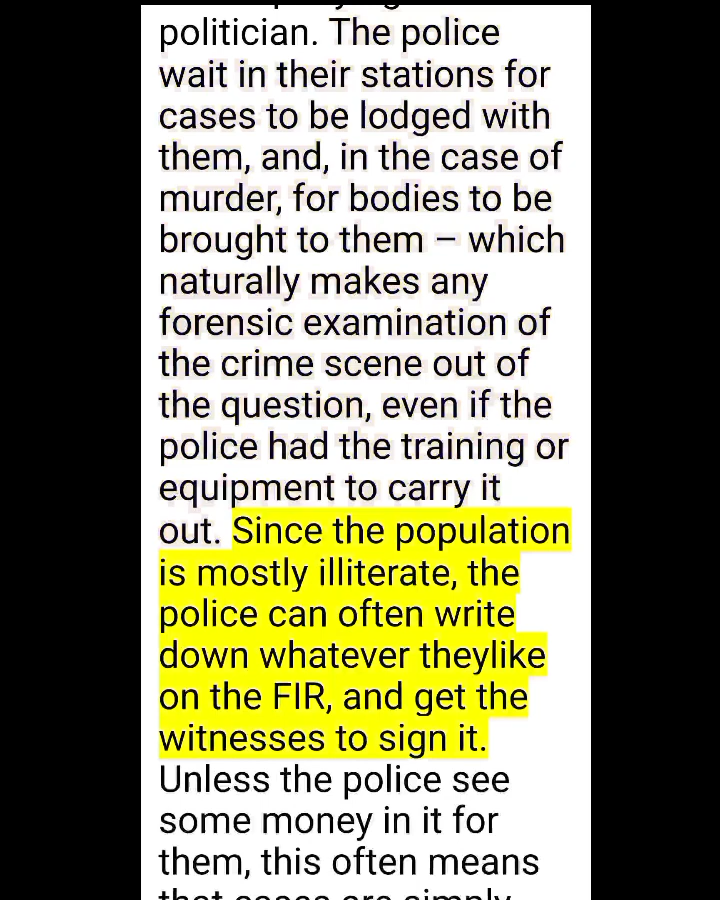 politician. The police
wait in their stations for
cases to be lodged with
them, and, in the case of
murder, for bodies to be
brought to them – which
naturally makes any
forensic examination of
the crime scene out of
the question, even if the
police had the training or
equipment to carry it
out. Since the population
is mostly illiterate, the
police can often write
down whatever theylike
on the FIR, and get the
witnesses to sign it.
Unless the police see
some money in it for
them, this often means
that cases are simply